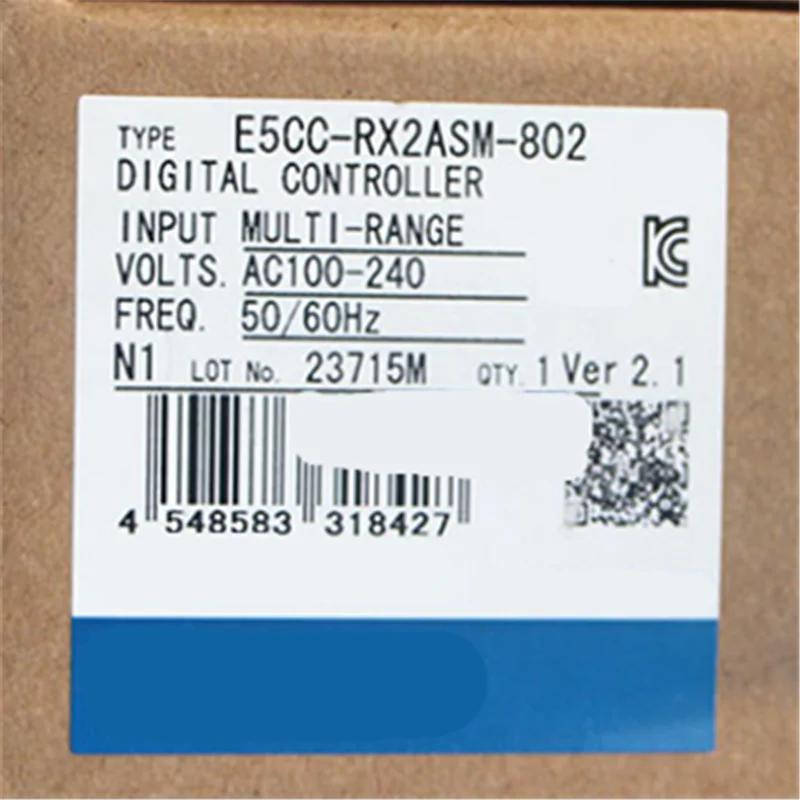 TYPE E5CC-RX2ASM-802
DIGITAL CONTROLLER
INPUT MULTI-RANGE
VOLTS. AC100-240
FREQ. 50/60Hz
N1 LOT No. 23715M QTY. 1 Ver 2.1
4 548583 318427